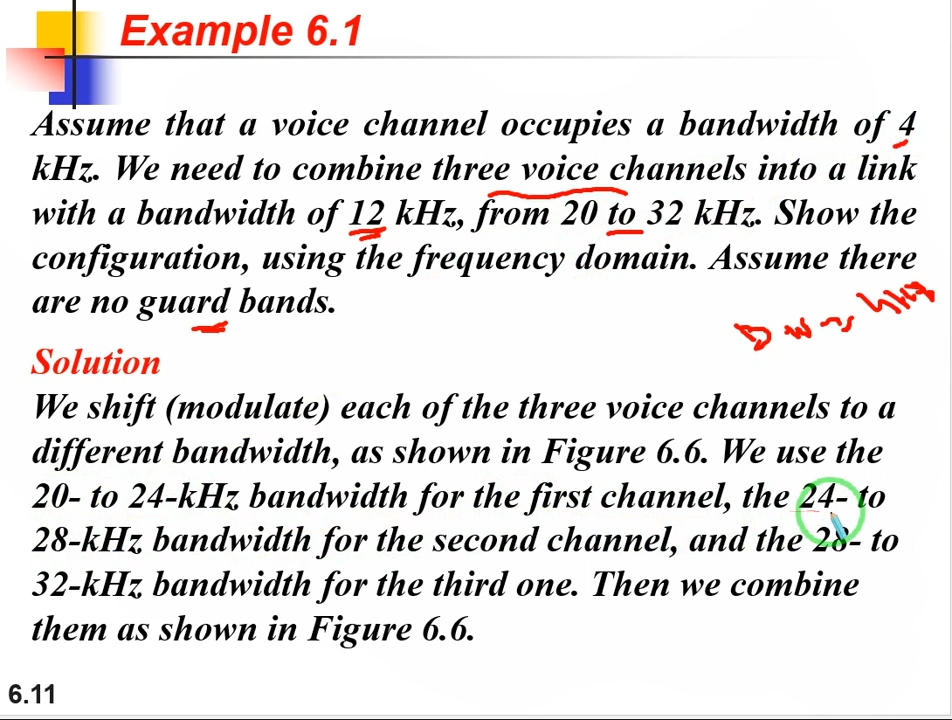 Example 6.1
Assume that a voice channel occupies a bandwidth of 4
kHz. We need to combine three voice channels into a link
with a bandwidth of 12 kHz, from 20 to 32 kHz. Show the
configuration, using the frequency domain. Assume there
are no guard bands.
Solution
We shift (modulate) each of the three voice channels to a
different bandwidth, as shown in Figure 6.6. We use the
20- to 24-kHz bandwidth for the first channel, the 24- to
28-kHz bandwidth for the second channel, and the 28- to
32-kHz bandwidth for the third one. Then we combine
them as shown in Figure 6.6.
6.11